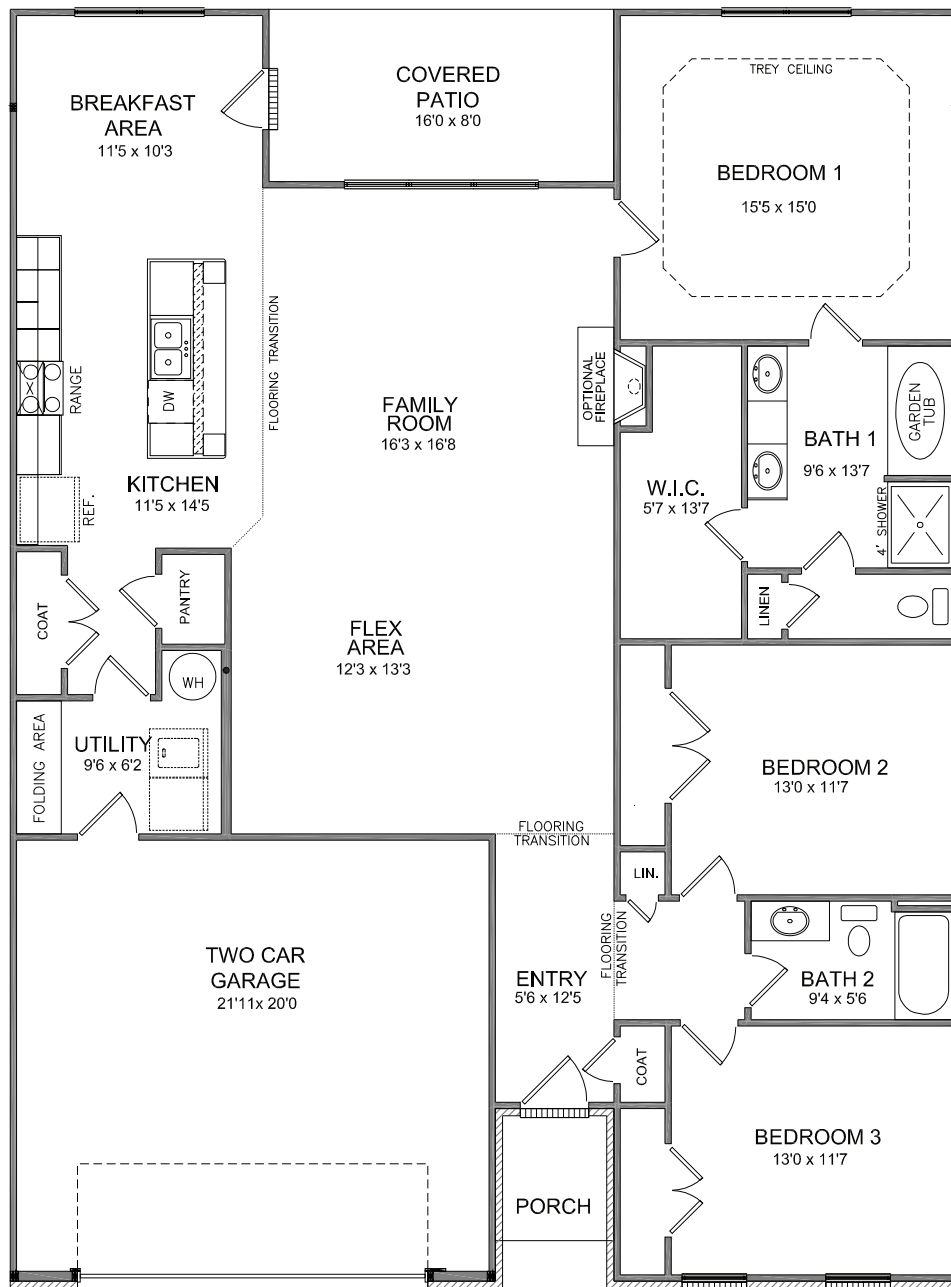 BREAKFAST
AREA
11'5 x 10'3
COVERED
PATIO
16'0 x 8'0
TREY CEILING
BEDROOM 1
15'5 x 15'0
FLOORING TRANSITION
RANGE
DW
REF.
KITCHEN
11'5 x 14'5
FAMILY
ROOM
16'3 x 16'8
OPTIONAL
FIREPLACE
W.I.C.
5'7 x 13'7
BATH 1
9'6 x 13'7
GARDEN
TUB
4' SHOWER
LINEN
COAT
PANTRY
FLEX
AREA
12'3 x 13'3
WH
UTILITY
9'6 x 6'2
FOLDING AREA
BEDROOM 2
13'0 x 11'7
FLOORING
TRANSITION
LIN.
TWO CAR
GARAGE
21'11x 20'0
ENTRY
5'6 x 12'5
FLOORING
TRANSITION
BATH 2
9'4 x 5'6
COAT
BEDROOM 3
13'0 x 11'7
PORCH